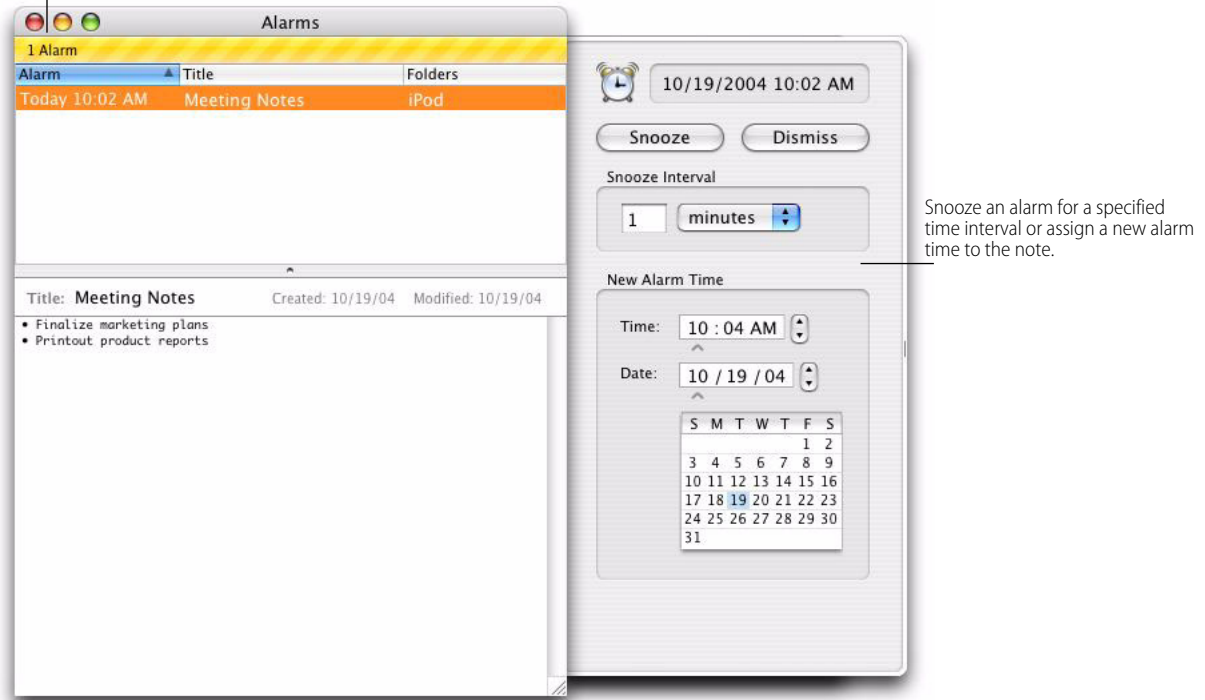 Alarms
1 Alarm
Alarm Title Folders
Today 10:02 AM Meeting Notes iPod
Title: Meeting Notes Created: 10/19/04 Modified: 10/19/04
• Finalize marketing plans
• Printout product reports
10/19/2004 10:02 AM
Snooze Dismiss
Snooze Interval
1 minutes
New Alarm Time
Time: 10 : 04 AM
Date: 10 / 19 / 04
S M T W T F S
1 2
3 4 5 6 7 8 9
10 11 12 13 14 15 16
17 18 19 20 21 22 23
24 25 26 27 28 29 30
31
Snooze an alarm for a specified
time interval or assign a new alarm
time to the note.